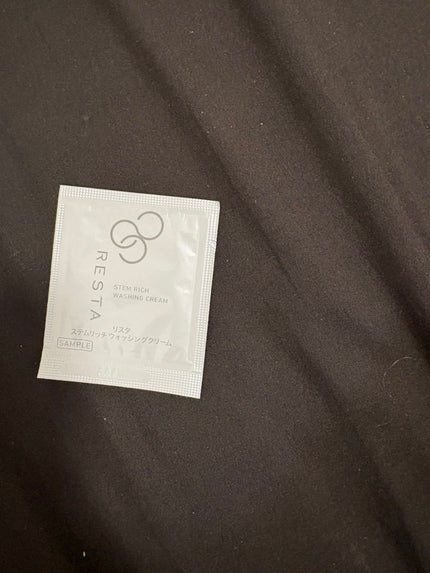 RESTA
STEM RICH
WASHING CREAM
リスタ
ステムリッチ ウォッシングクリーム
SAMPLE